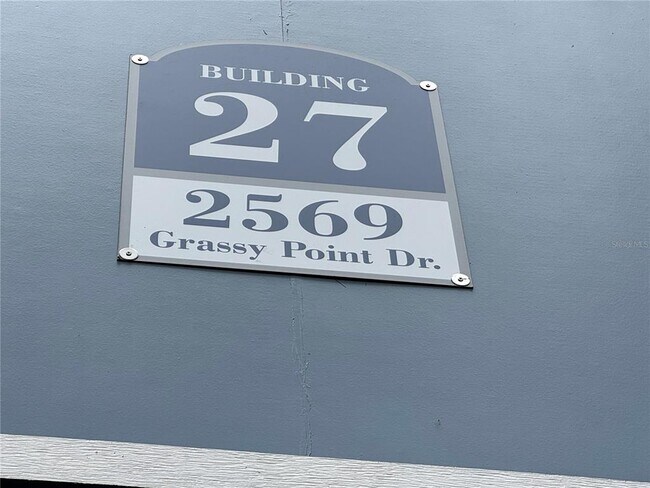 BUILDING
27
2569
Grassy Point Dr.